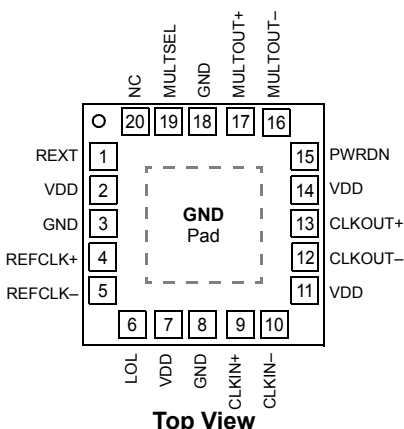 NC
MULTSEL
GND
MULTOUT+
MULTOUT–
20 19 18 17 16
REXT 1
VDD 2
GND 3
REFCLK+ 4
REFCLK– 5
GND
Pad
15 PWRDN
14 VDD
13 CLKOUT+
12 CLKOUT–
11 VDD
6 7 8 9 10
LOL
VDD
GND
CLKIN+
CLKIN–
Top View